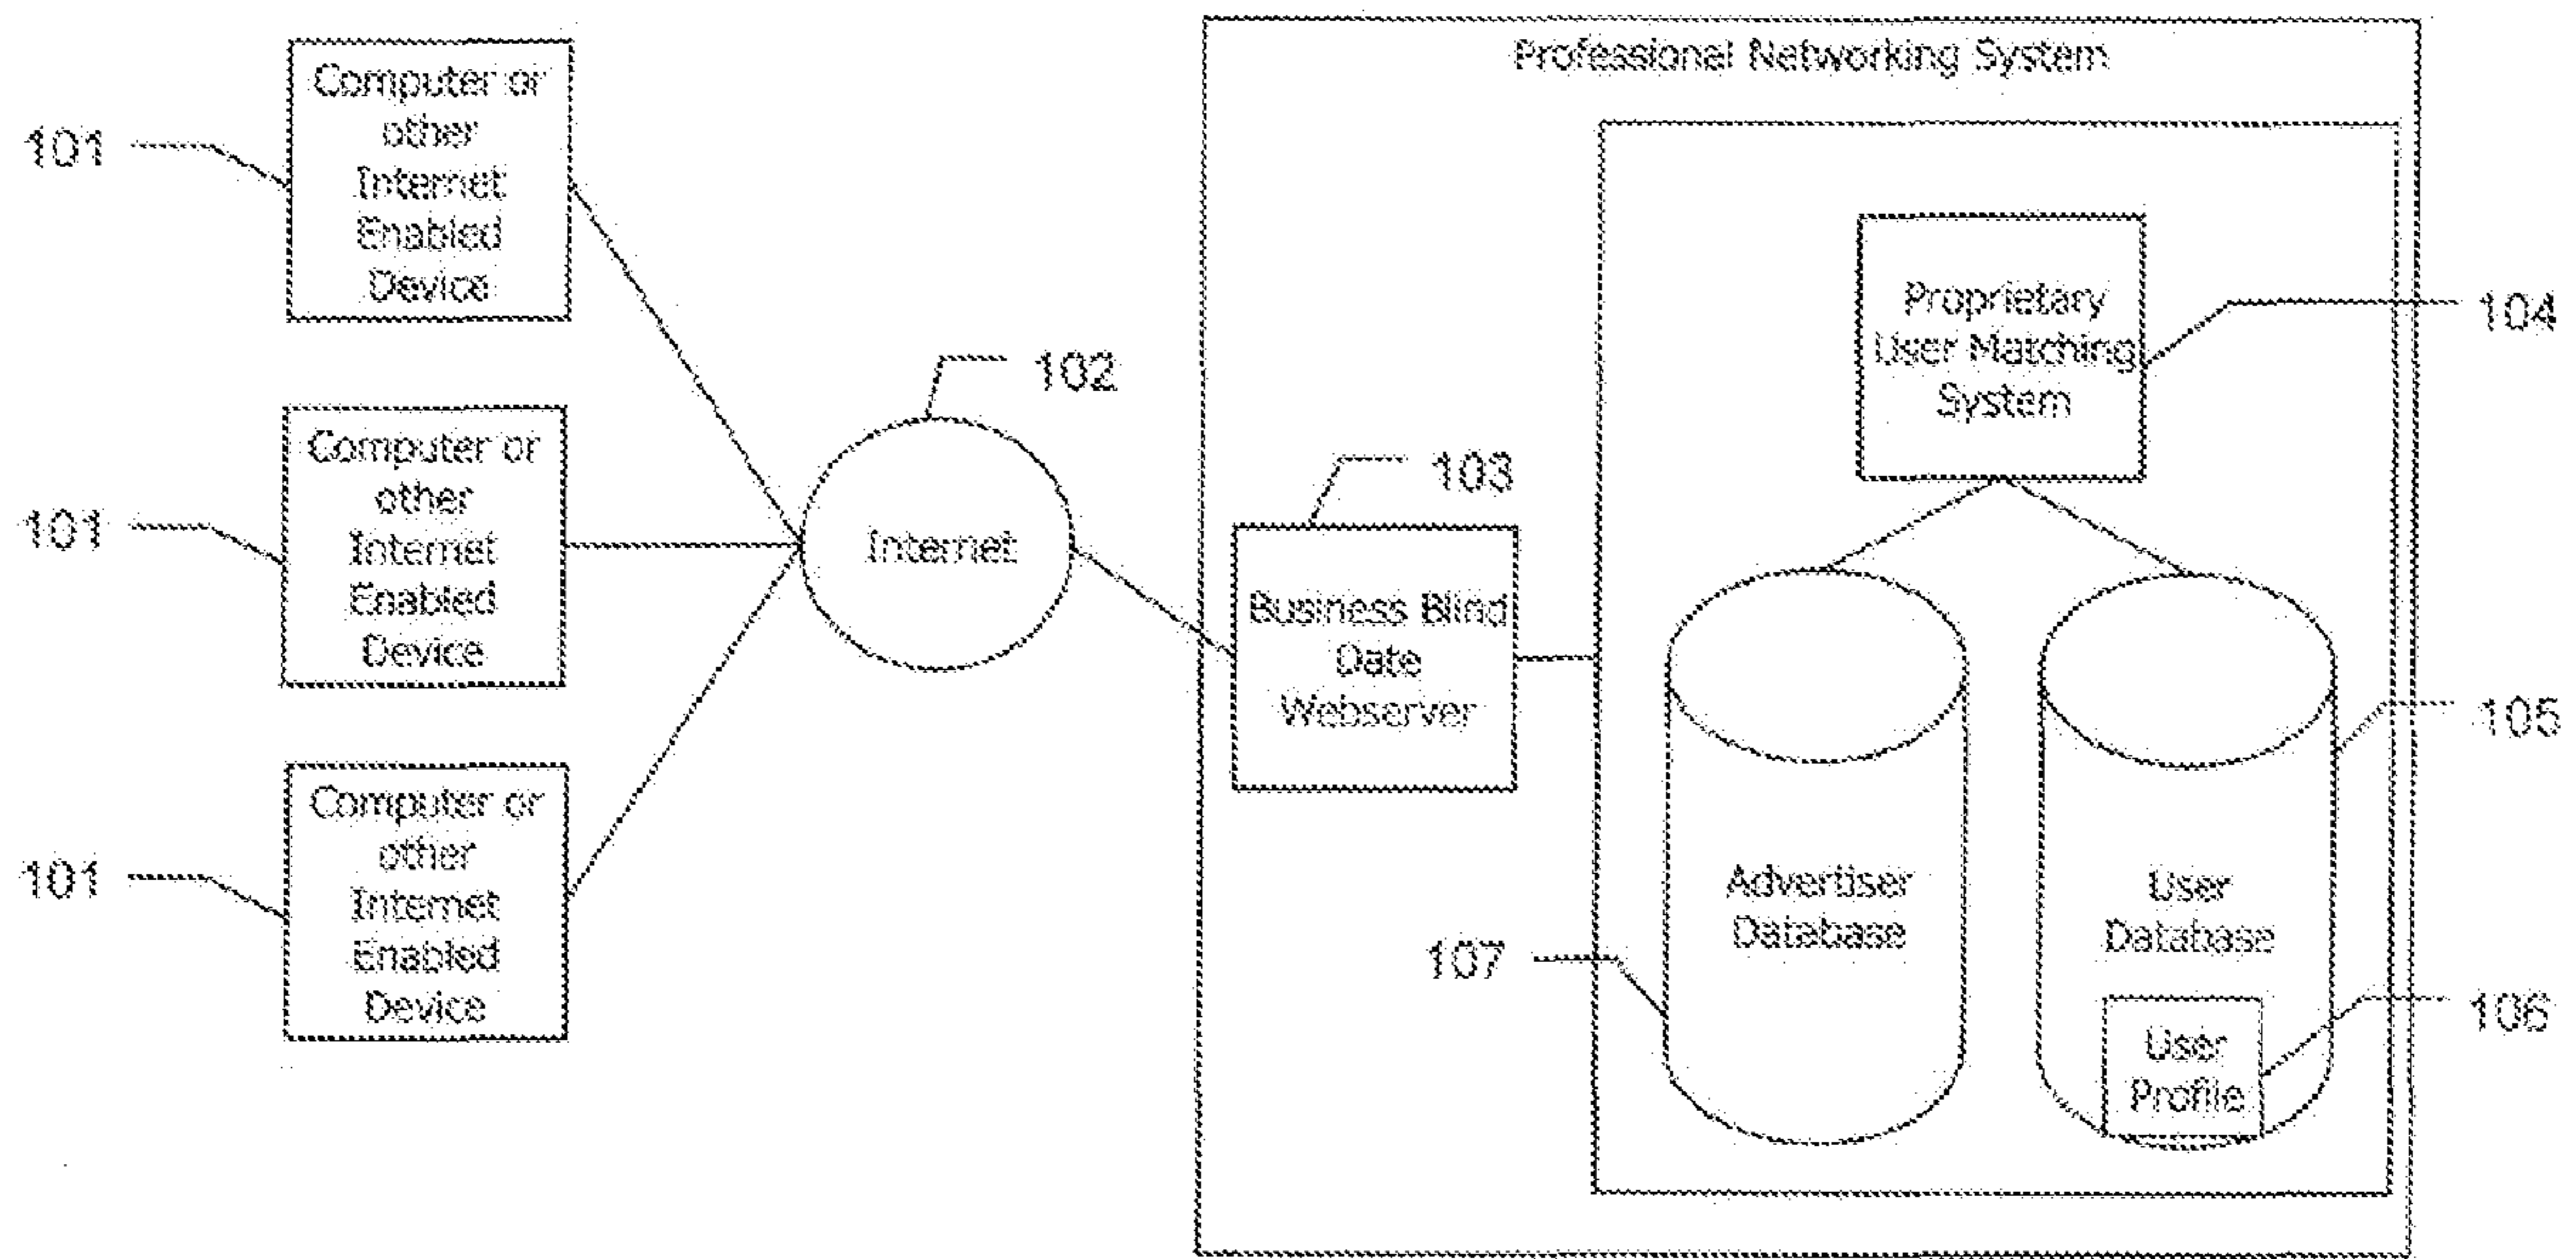 Professional Networking System
101
Computer or
other
Internet
Enabled
Device
101
Computer or
other
Internet
Enabled
Device
101
Computer or
other
Internet
Enabled
Device
102
Internet
103
Business Blind
Date
Webserver
Proprietary
User Matching
System
104
105
Advertiser
Database
107
User
Database
User
Profile
106